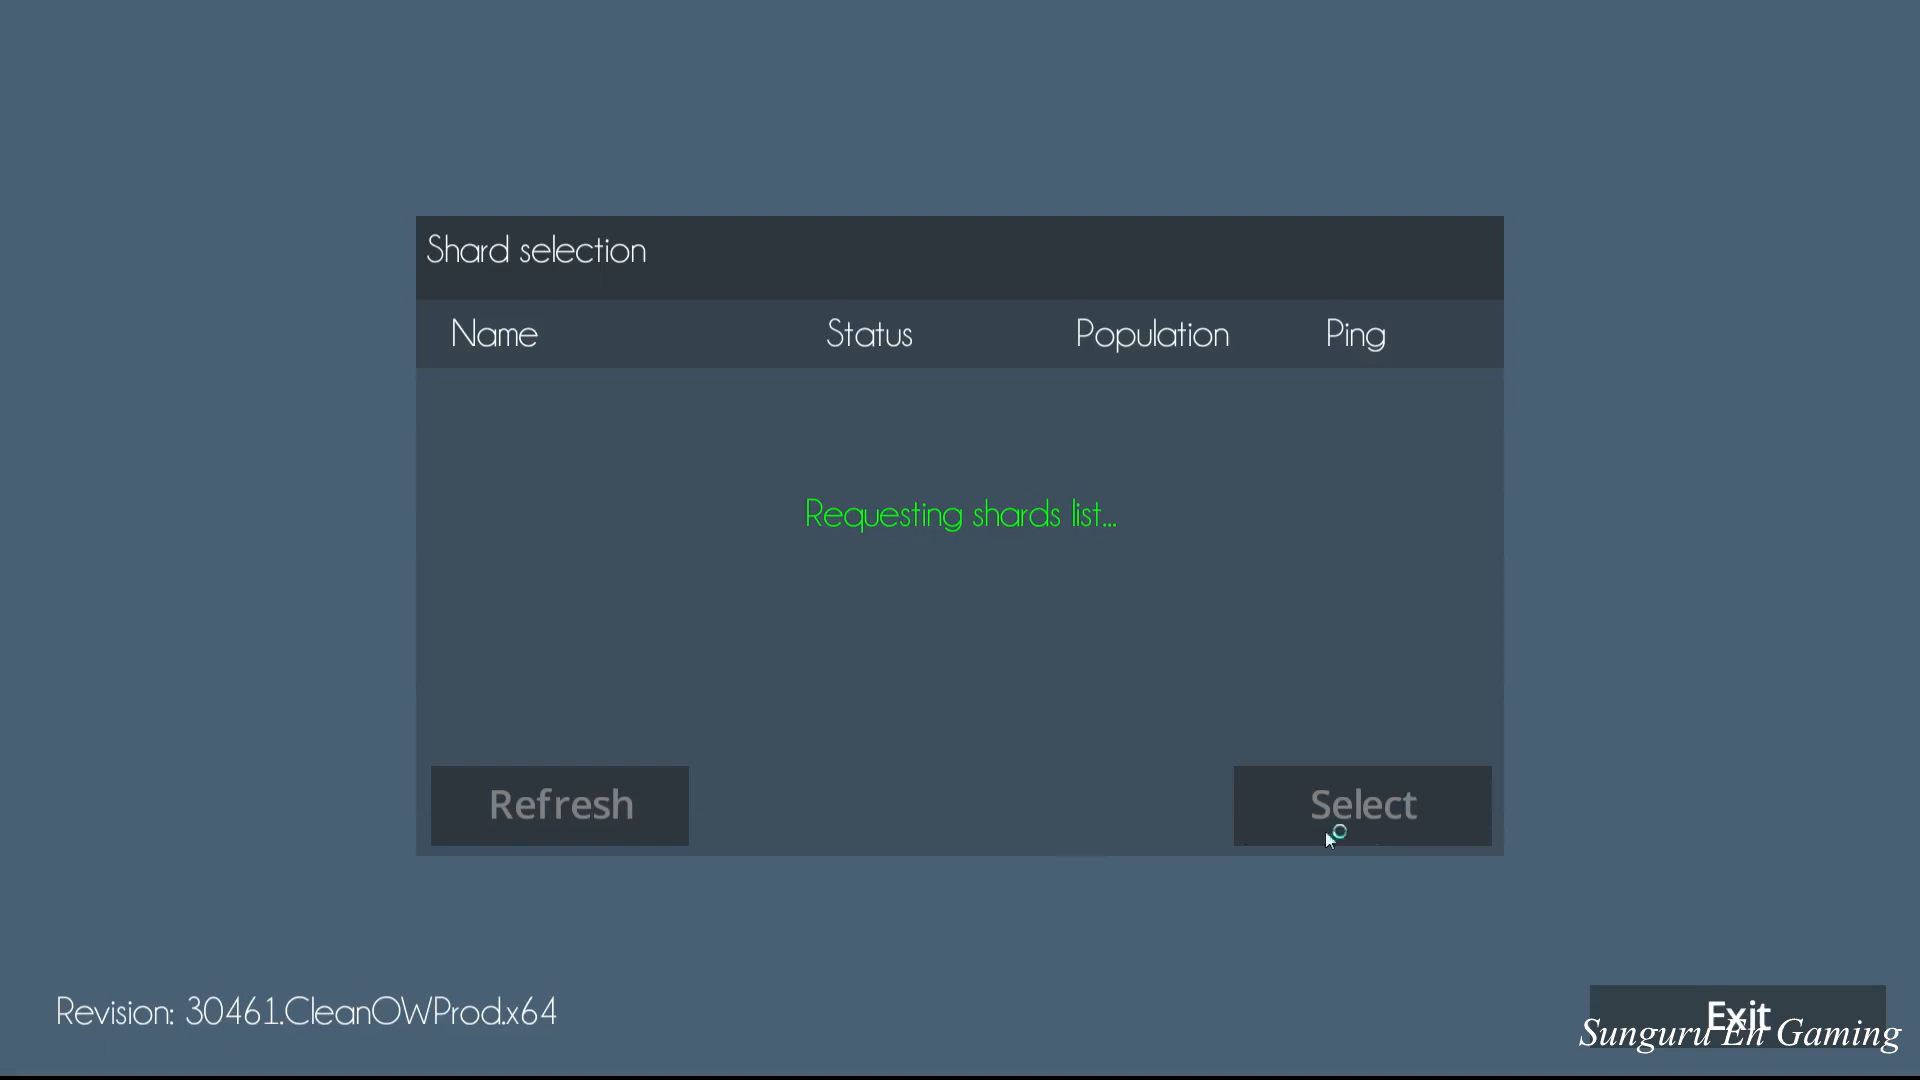 Shard selection
Name Status Population Ping
Requesting shards list...
Refresh Select
Revision: 30461.CleanOWProd.x64
Exit
Sunguru En Gaming